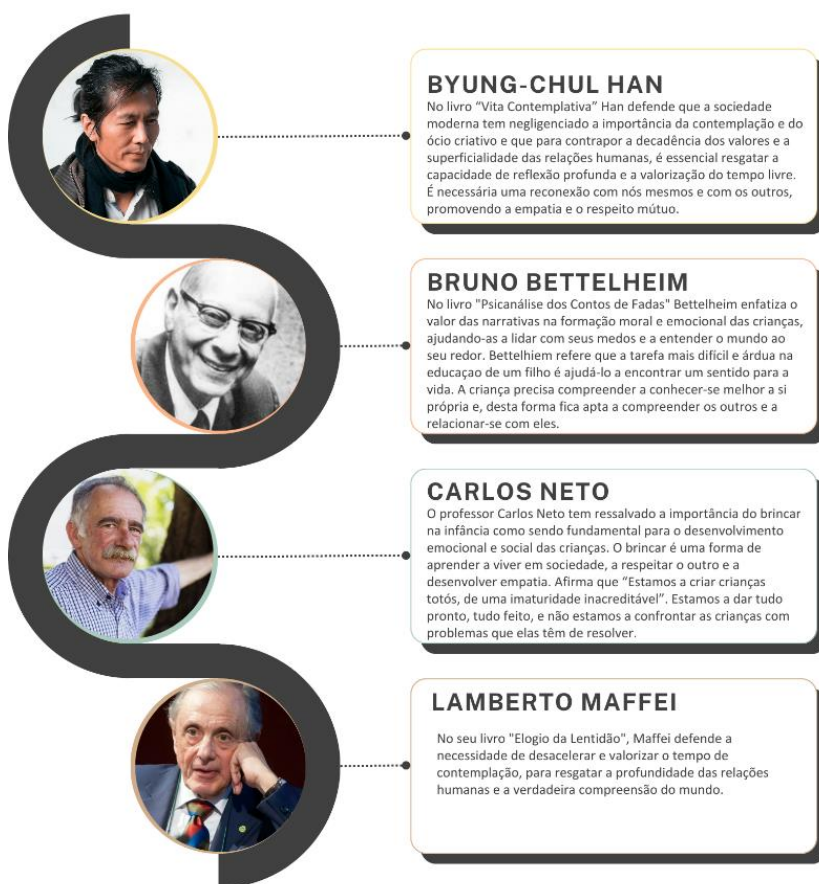 BYUNG-CHUL HAN
No livro “Vita Contemplativa” Han defende que a sociedade
moderna tem negligenciado a importância da contemplação e do
ócio criativo e que para contrapor a decadência dos valores e a
superficialidade das relações humanas, é essencial resgatar a
capacidade de reflexão profunda e a valorização do tempo livre.
É necessária uma reconexão com nós mesmos e com os outros,
promovendo a empatia e o respeito mútuo.
BRUNO BETTELHEIM
No livro "Psicanálise dos Contos de Fadas" Bettelheim enfatiza o
valor das narrativas na formação moral e emocional das crianças,
ajudando-as a lidar com seus medos e a entender o mundo ao
seu redor. Bettelhiem refere que a tarefa mais difícil e árdua na
educaçao de um filho é ajudá-lo a encontrar um sentido para a
vida. A criança precisa compreender a conhecer-se melhor a si
própria e, desta forma fica apta a compreender os outros e a
relacionar-se com eles.
CARLOS NETO
O professor Carlos Neto tem ressalvado a importância do brincar
na infância como sendo fundamental para o desenvolvimento
emocional e social das crianças. O brincar é uma forma de
aprender a viver em sociedade, a respeitar o outro e a
desenvolver empatia. Afirma que “Estamos a criar crianças
totós, de uma imaturidade inacreditável”. Estamos a dar tudo
pronto, tudo feito, e não estamos a confrontar as crianças com
problemas que elas têm de resolver.
LAMBERTO MAFFEI
No seu livro "Elogio da Lentidão", Maffei defende a
necessidade de desacelerar e valorizar o tempo de
contemplação, para resgatar a profundidade das relações
humanas e a verdadeira compreensão do mundo.